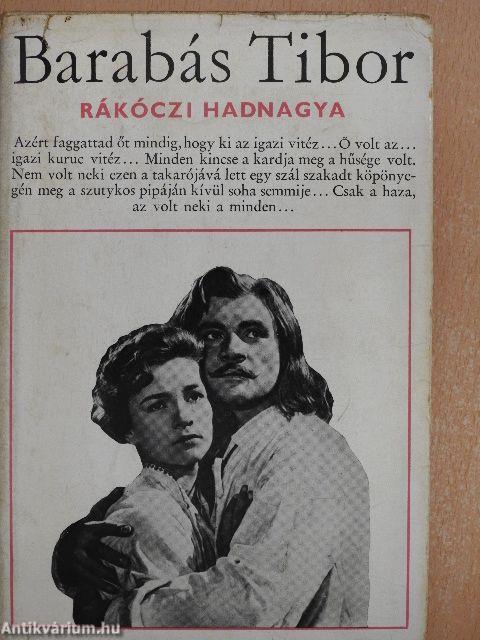 Barabás Tibor
RÁKÓCZI HADNAGYA
Azért faggattad őt mindig, hogy ki az igazi vitéz... Ő volt az...
igazi kuruc vitéz... Minden kincse a kardja meg a hűsége volt.
Nem volt neki ezen a takarójává lett egy szál szakadt köpönye-
gén meg a szutykos pipáján kívül soha semmije... Csak a haza,
az volt neki a minden...
Antikvárium.hu